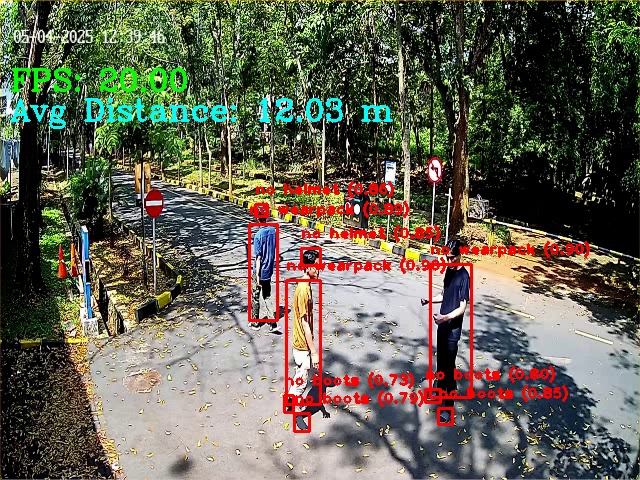 05-04-2025 12:39:46
FPS: 20.00
Avg Distance: 12.03 m
no helmet (0.86)
wearpack (0.89)
no helmet (0.85)
no wearpack (0.90)
no wearpack (0.90)
no boots (0.80)
no boots (0.73)
no boots (0.85)
no boots (0.79)